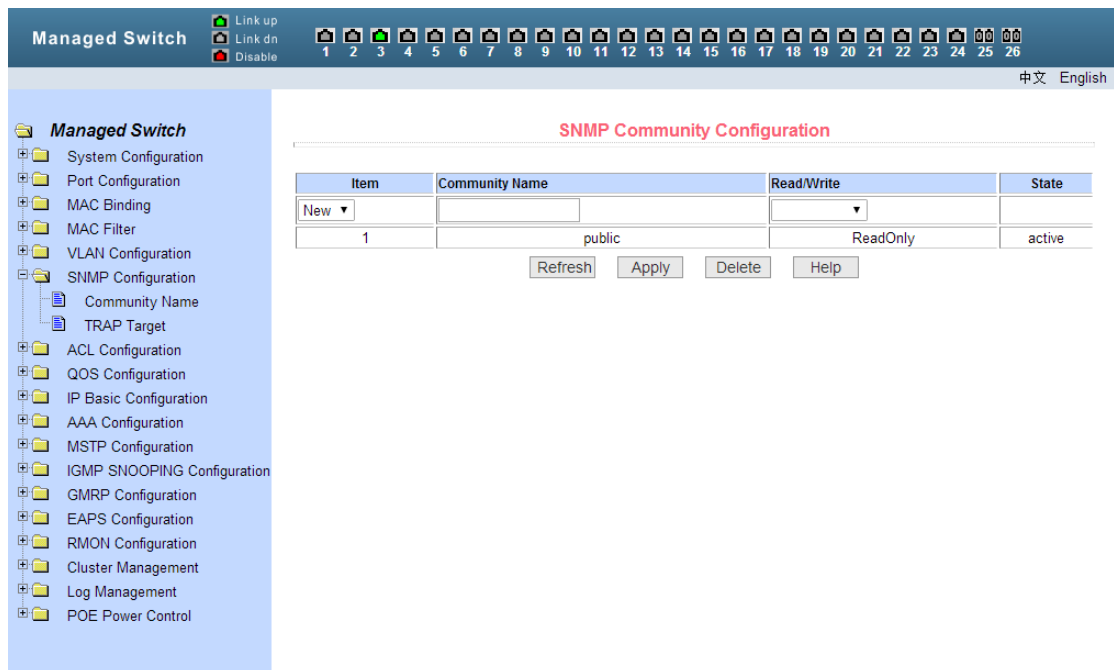 Managed Switch
Link up
Link dn
Disable
1 2 3 4 5 6 7 8 9 10 11 12 13 14 15 16 17 18 19 20 21 22 23 24 25 26
中文 English
Managed Switch
System Configuration
Port Configuration
MAC Binding
MAC Filter
VLAN Configuration
SNMP Configuration
Community Name
TRAP Target
ACL Configuration
QOS Configuration
IP Basic Configuration
AAA Configuration
MSTP Configuration
IGMP SNOOPING Configuration
GMRP Configuration
EAPS Configuration
RMON Configuration
Cluster Management
Log Management
POE Power Control
SNMP Community Configuration
Item Community Name Read/Write State
New
1 public ReadOnly active
Refresh Apply Delete Help